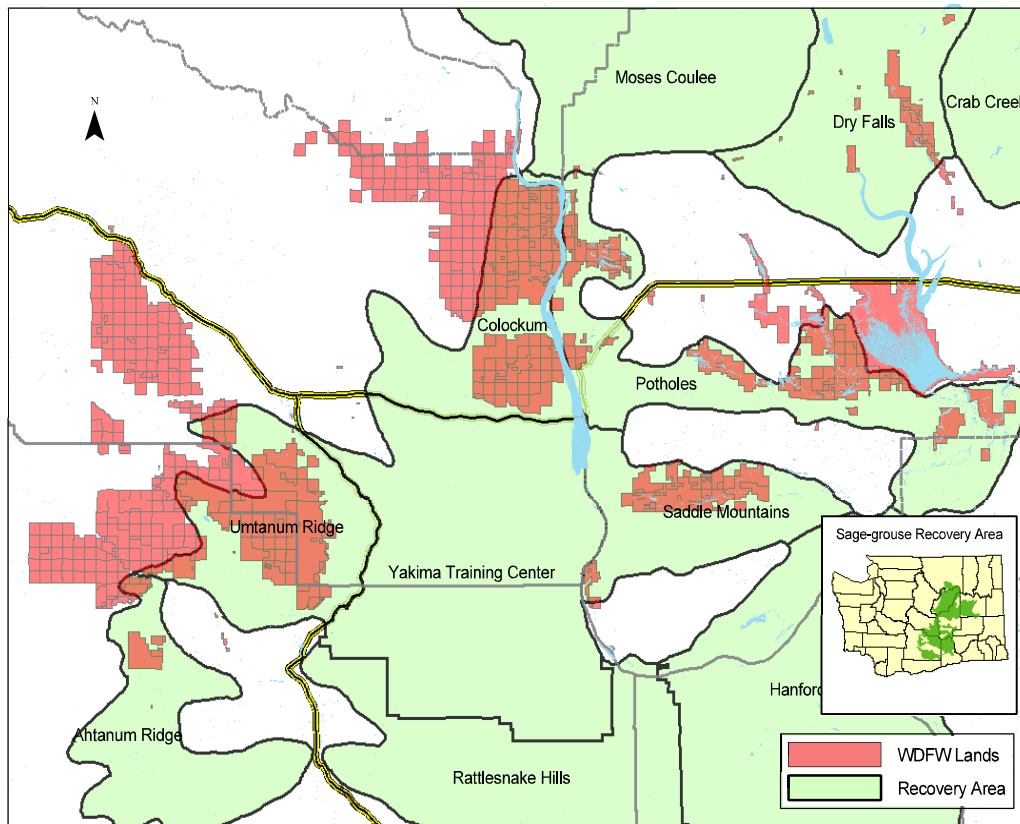 Moses Coulee
Crab Creek
Dry Falls
N
Colockum
Potholes
Umtanum Ridge
Saddle Mountains
Sage-grouse Recovery Area
Yakima Training Center
Hanford
Ahtanum Ridge
Rattlesnake Hills
WDFW Lands
Recovery Area